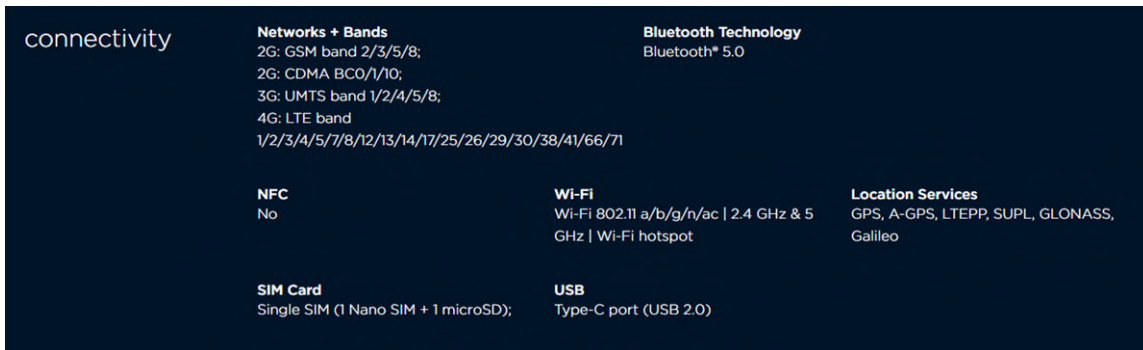 connectivity
Networks + Bands
2G: GSM band 2/3/5/8;
2G: CDMA BC0/1/10;
3G: UMTS band 1/2/4/5/8;
4G: LTE band
1/2/3/4/5/7/8/12/13/14/17/25/26/29/30/38/41/66/71
Bluetooth Technology
Bluetooth® 5.0
NFC
No
Wi-Fi
Wi-Fi 802.11 a/b/g/n/ac | 2.4 GHz & 5
GHz | Wi-Fi hotspot
Location Services
GPS, A-GPS, LTEPP, SUPL, GLONASS,
Galileo
SIM Card
Single SIM (1 Nano SIM + 1 microSD);
USB
Type-C port (USB 2.0)